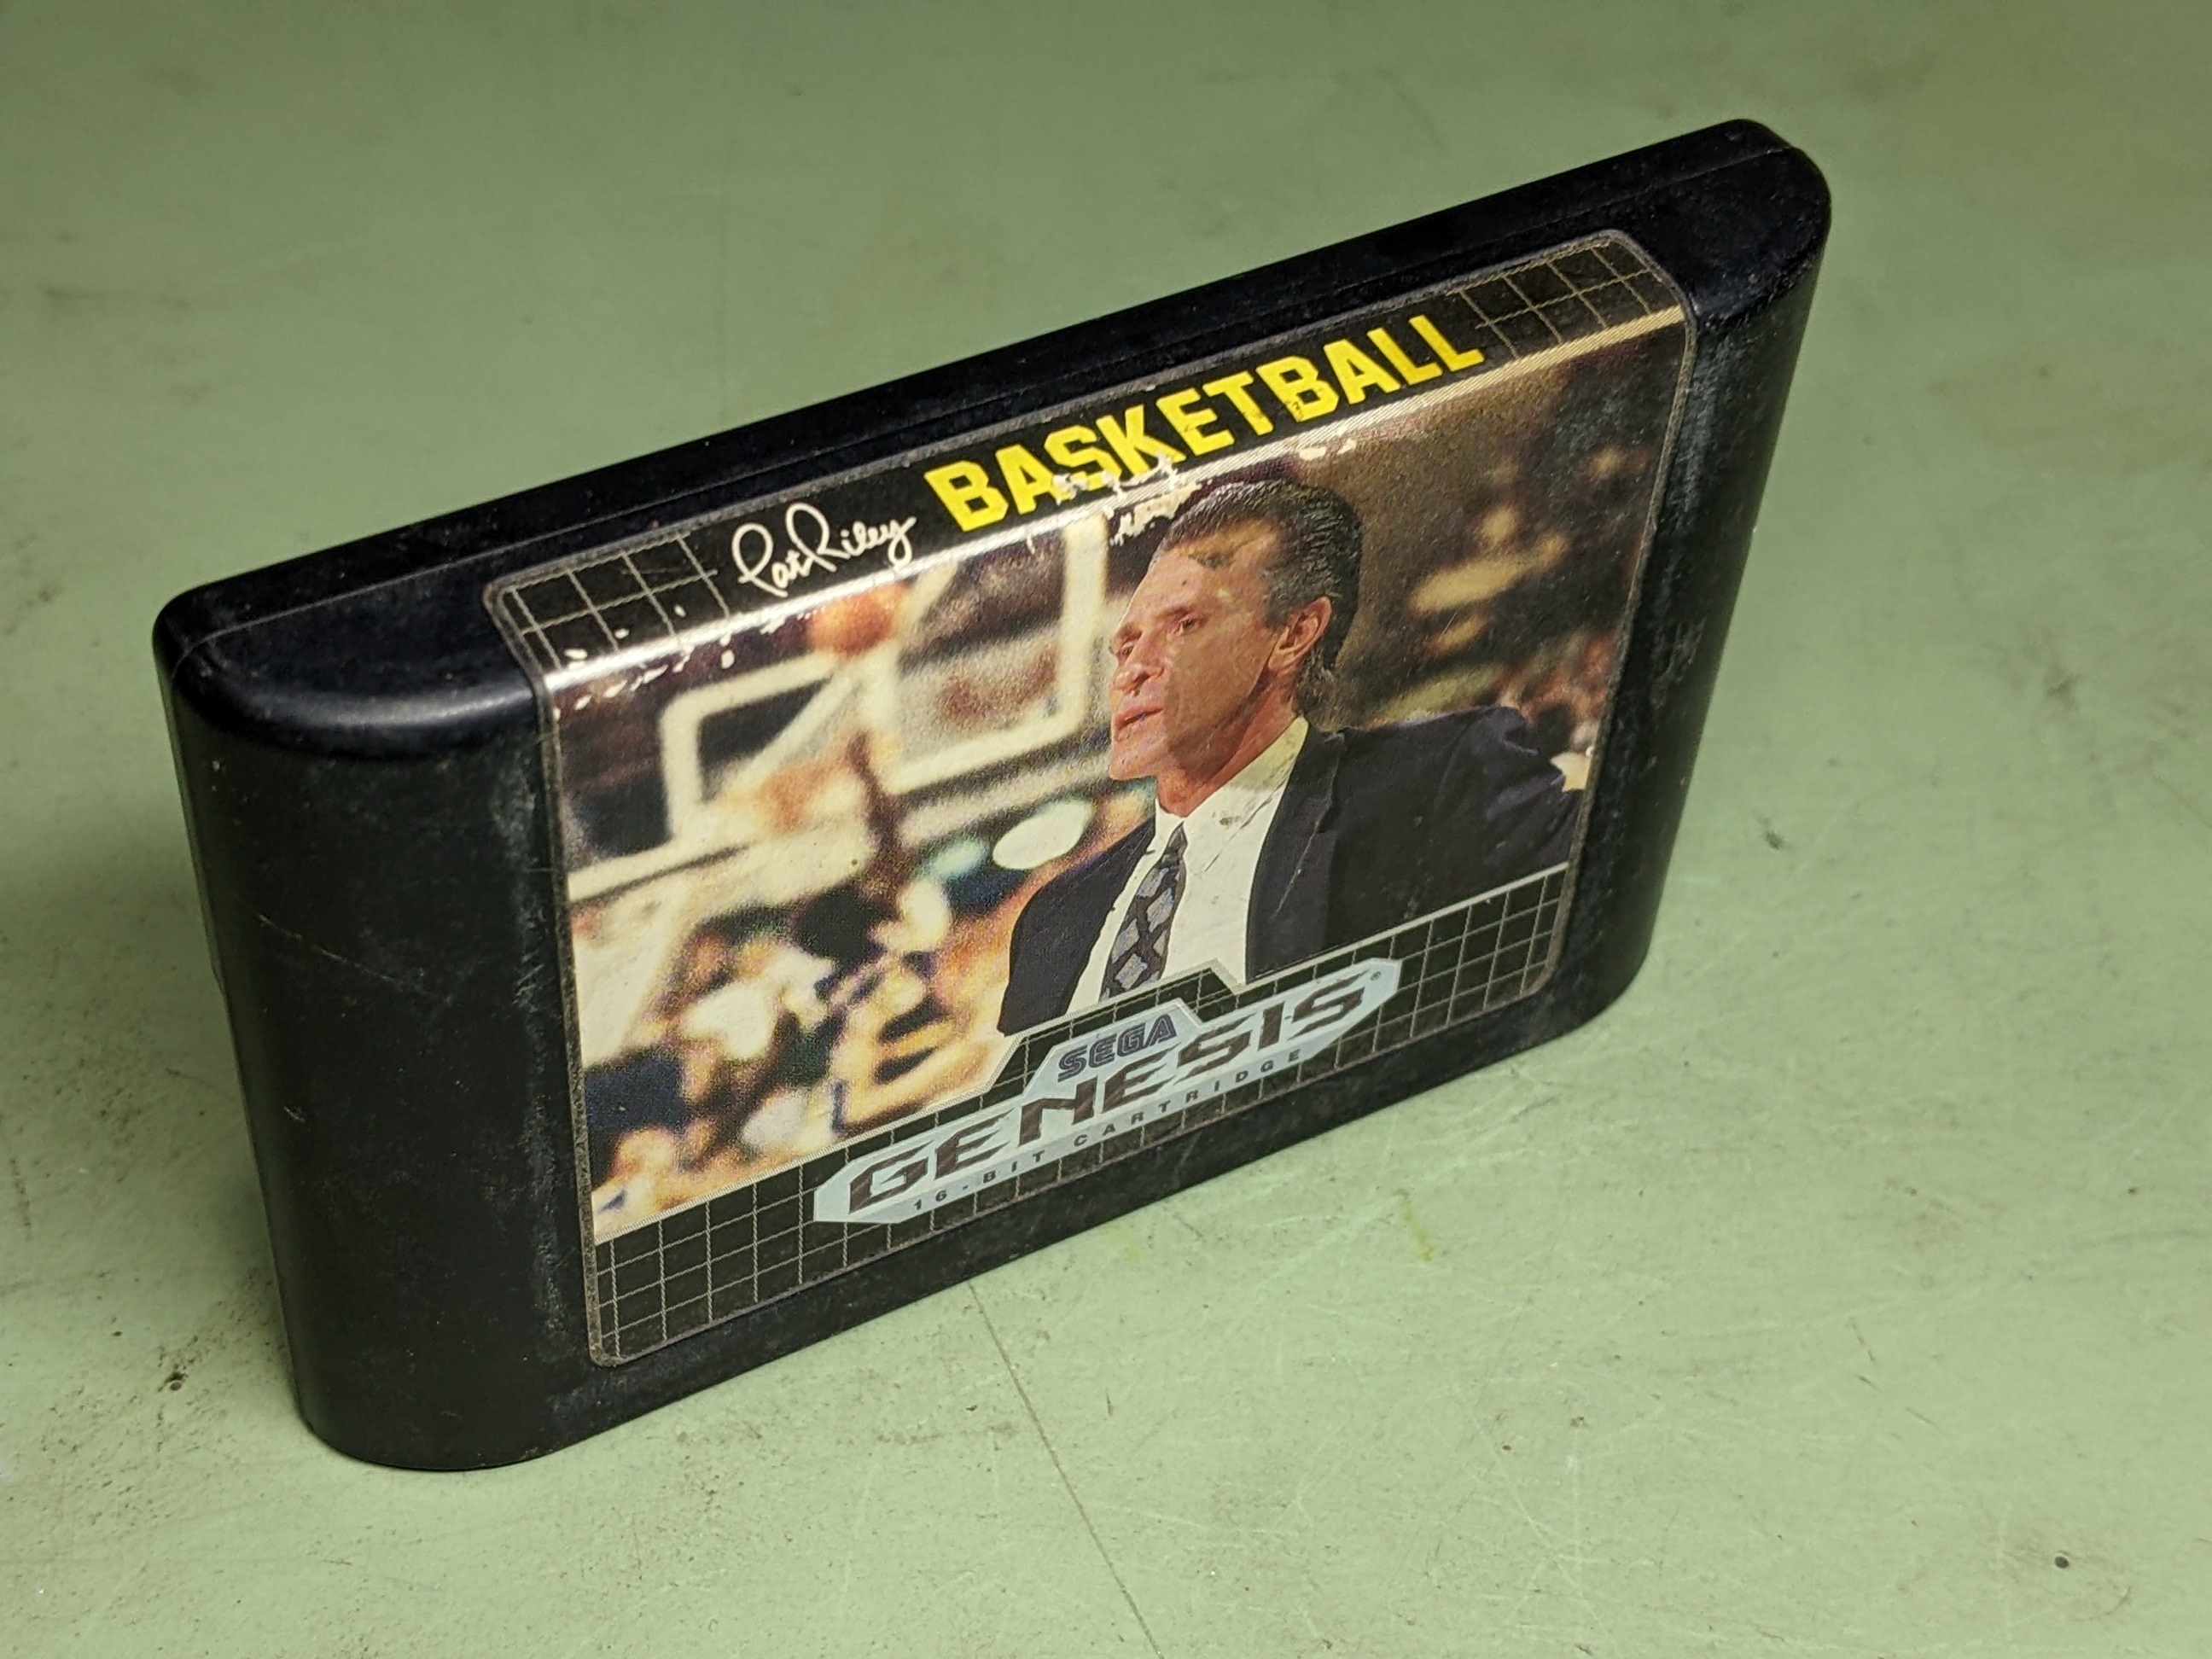 Pat Riley BASKETBALL
SEGA
GENESIS®
16-BIT CARTRIDGE